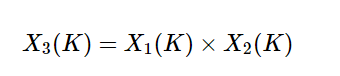 X₃(K) = X₁(K) × X₂(K)